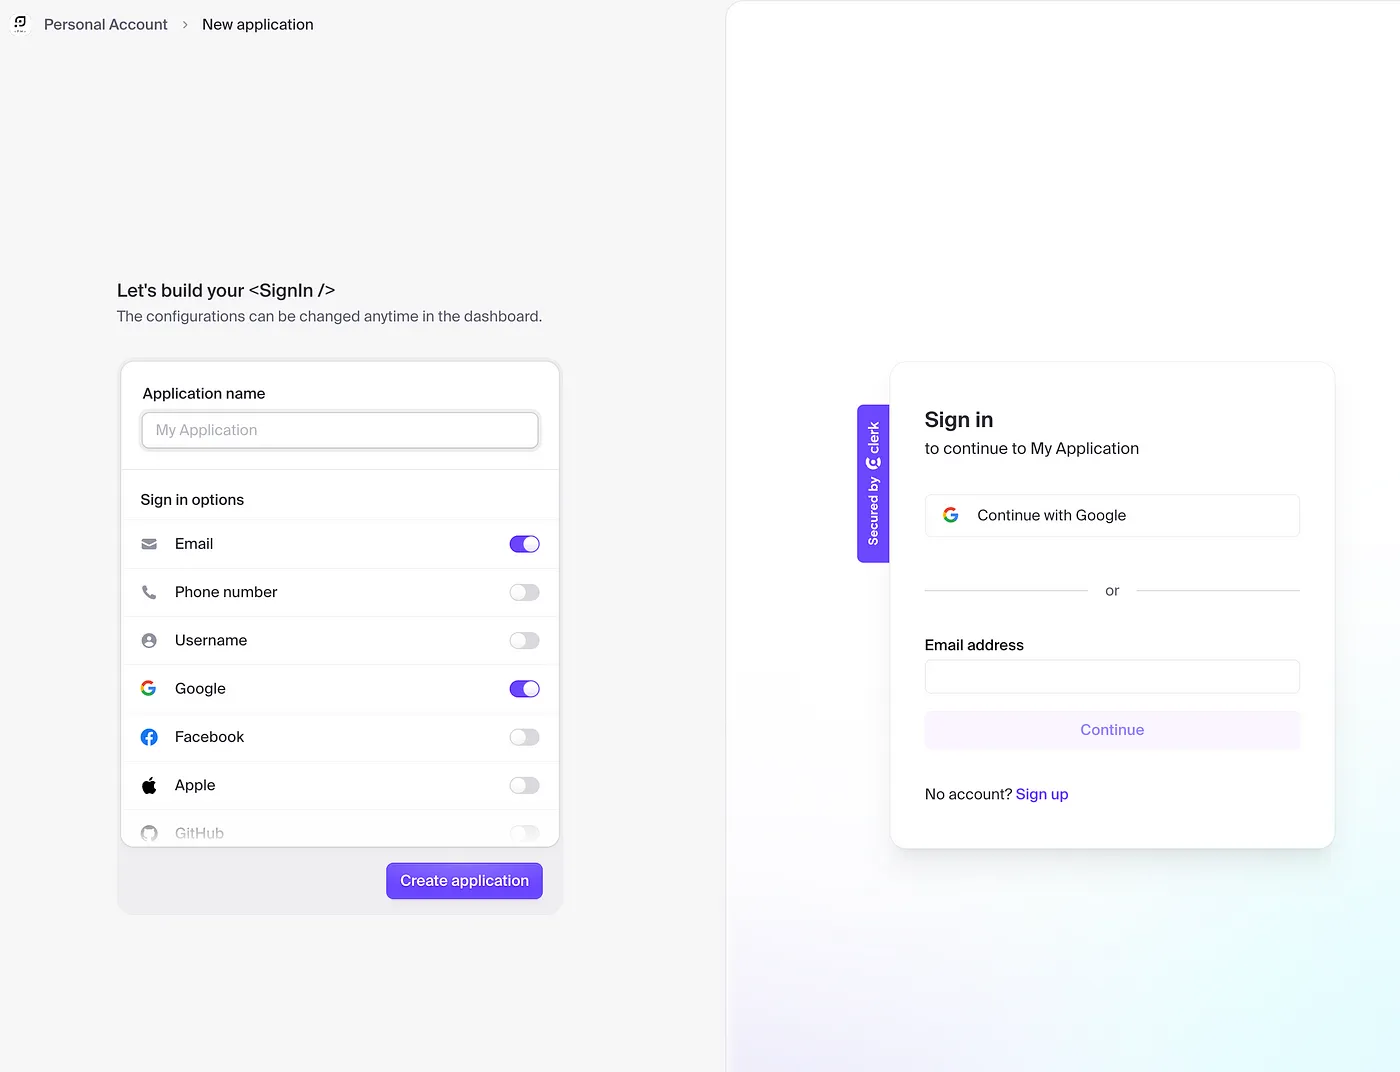 Personal Account > New application
Let's build your <SignIn />
The configurations can be changed anytime in the dashboard.
Application name
My Application
Sign in options
Email
Phone number
Username
Google
Facebook
Apple
GitHub
Create application
Secured by clerk
Sign in
to continue to My Application
Continue with Google
or
Email address
Continue
No account? Sign up